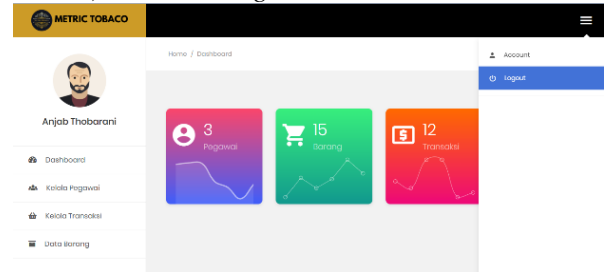 METRIC TOBACO
Home / Dashboard
Account
Logout
Anjab Thobarani
3
Pegawai
15
Barang
12
Transaksi
Dashboard
Kelola Pegawai
Kelola Transaksi
Data Barang